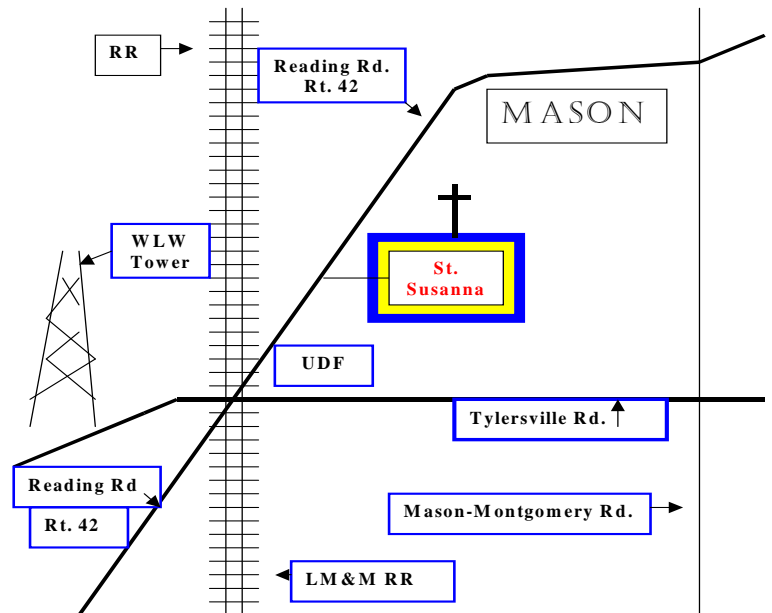 RR
Reading Rd.
Rt. 42
MASON
WLW
Tower
St.
Susanna
UDF
Tylersville Rd.
Reading Rd
Rt. 42
Mason-Montgomery Rd.
LM&M RR